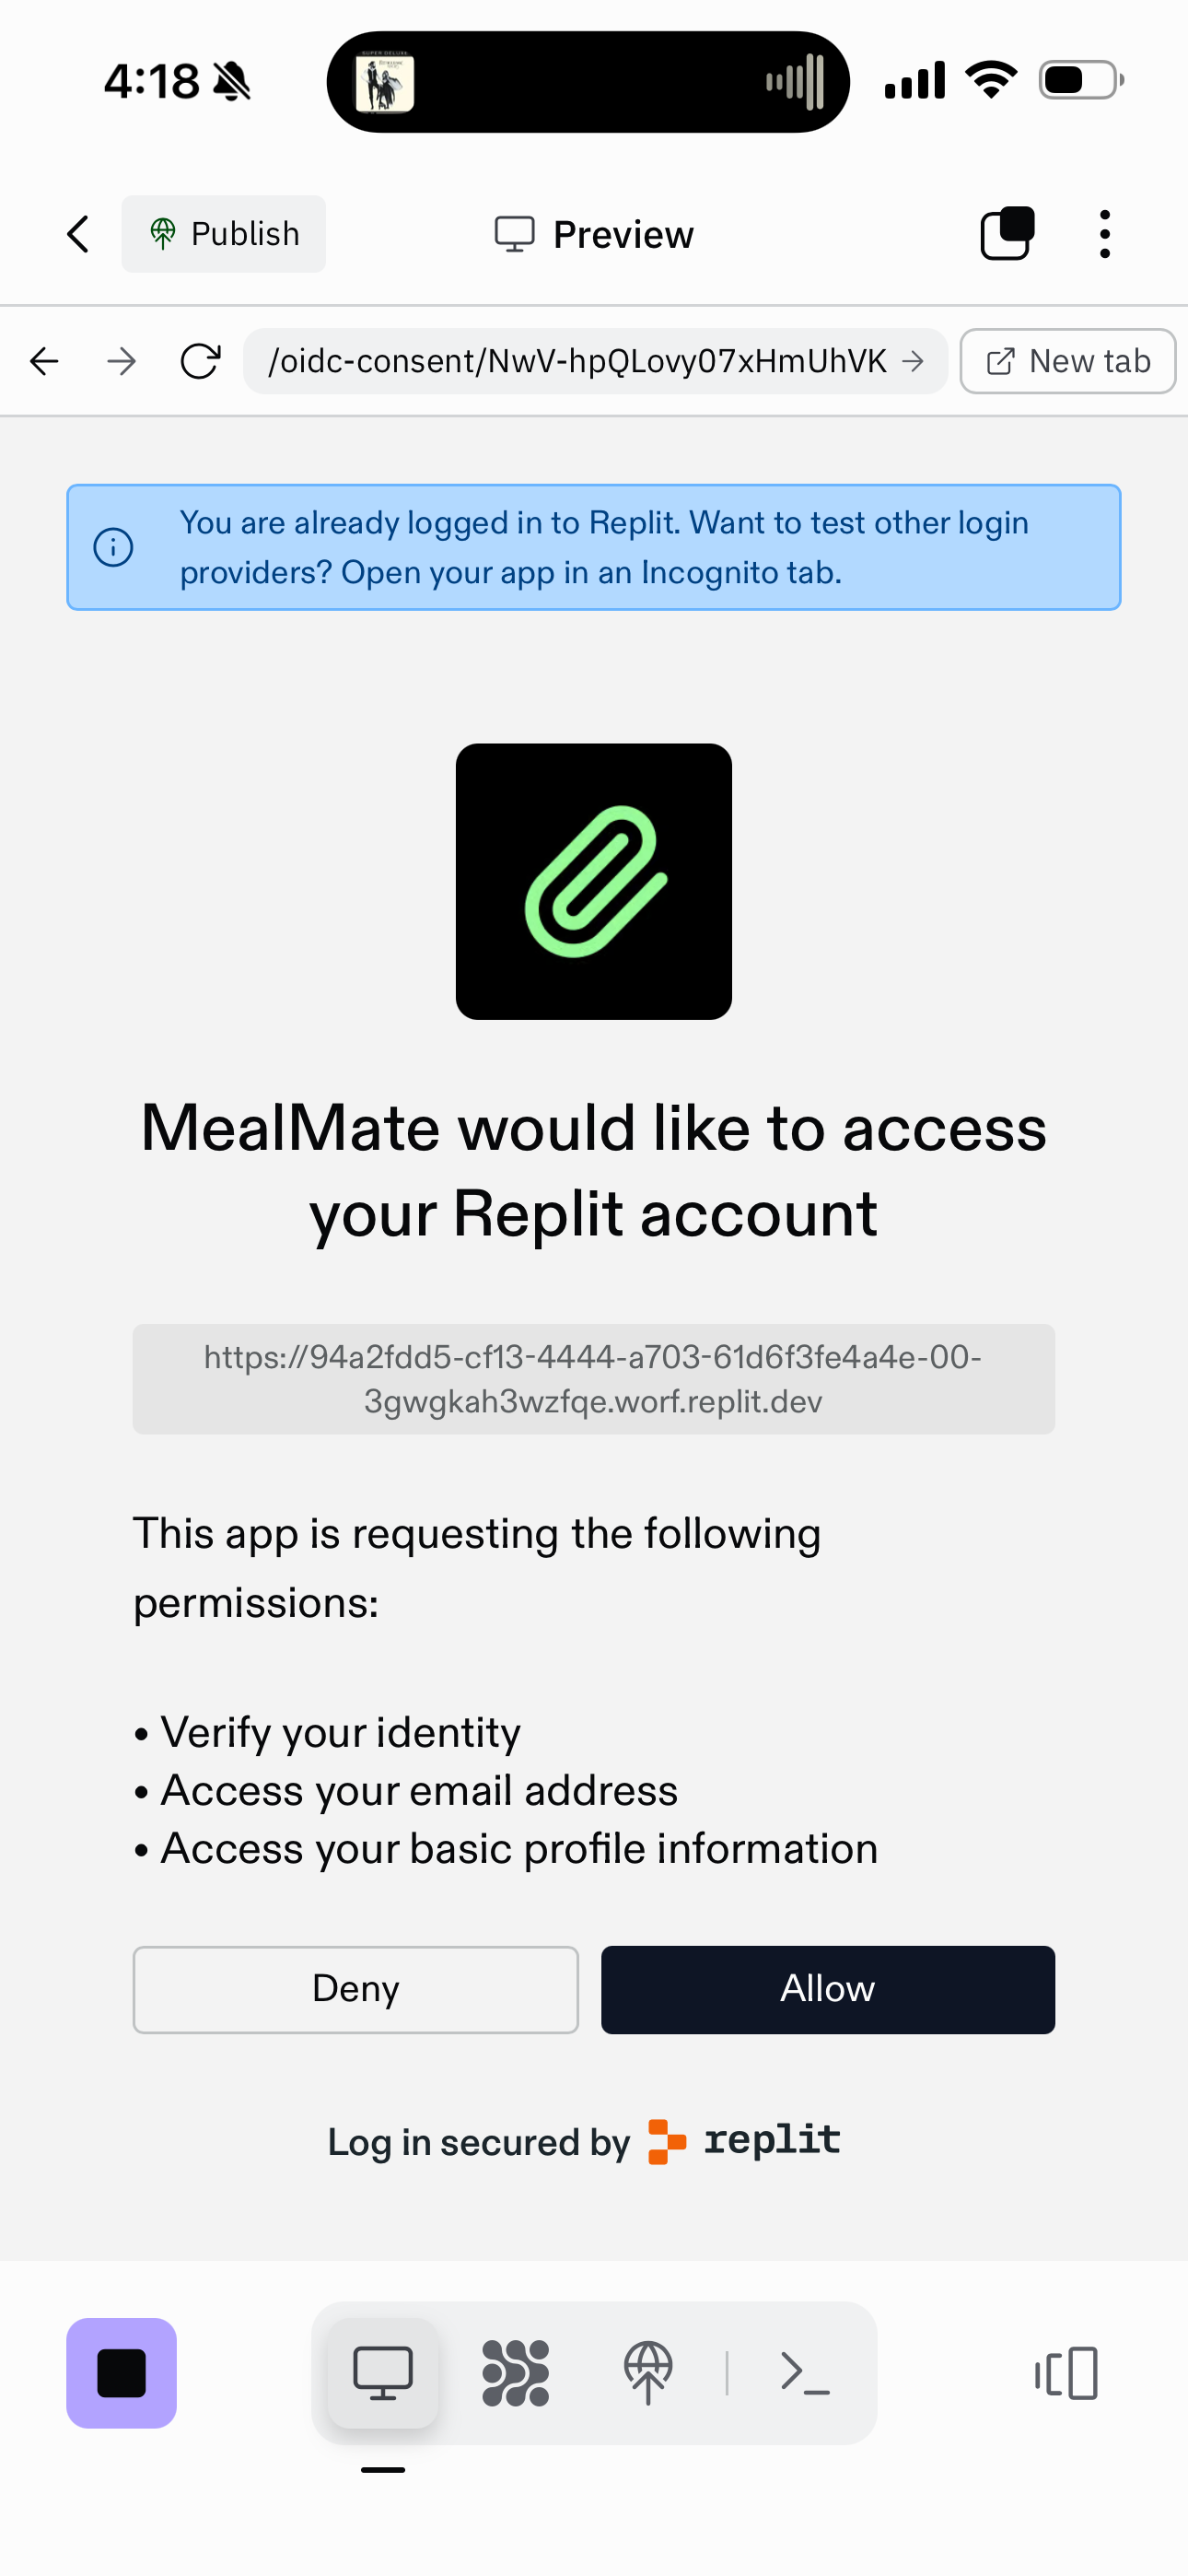 4:18
SUPER DELUXE
Publish
Preview
/oidc-consent/NwV-hpQLovy07xHmUhVK
New tab
You are already logged in to Replit. Want to test other login
providers? Open your app in an Incognito tab.
MealMate would like to access
your Replit account
https://94a2fdd5-cf13-4444-a703-61d6f3fe4a4e-00-
3gwgkah3wzfqe.worf.replit.dev
This app is requesting the following
permissions:
• Verify your identity
• Access your email address
• Access your basic profile information
Deny
Allow
Log in secured by replit